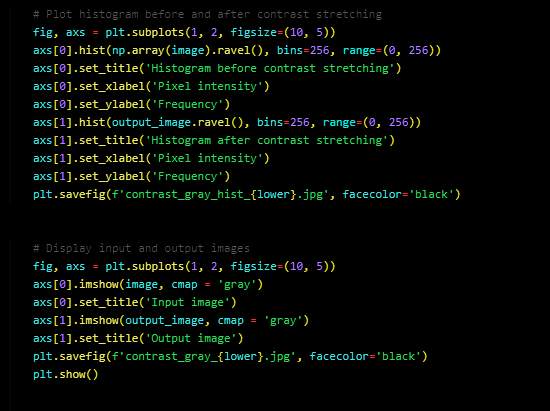 # Plot histogram before and after contrast stretching
fig, axs = plt.subplots(1, 2, figsize=(10, 5))
axs[0].hist(np.array(image).ravel(), bins=256, range=(0, 256))
axs[0].set_title('Histogram before contrast stretching')
axs[0].set_xlabel('Pixel intensity')
axs[0].set_ylabel('Frequency')
axs[1].hist(output_image.ravel(), bins=256, range=(0, 256))
axs[1].set_title('Histogram after contrast stretching')
axs[1].set_xlabel('Pixel intensity')
axs[1].set_ylabel('Frequency')
plt.savefig(f'contrast_gray_hist_{lower}.jpg', facecolor='black')
# Display input and output images
fig, axs = plt.subplots(1, 2, figsize=(10, 5))
axs[0].imshow(image, cmap = 'gray')
axs[0].set_title('Input image')
axs[1].imshow(output_image, cmap = 'gray')
axs[1].set_title('Output image')
plt.savefig(f'contrast_gray_{lower}.jpg', facecolor='black')
plt.show()